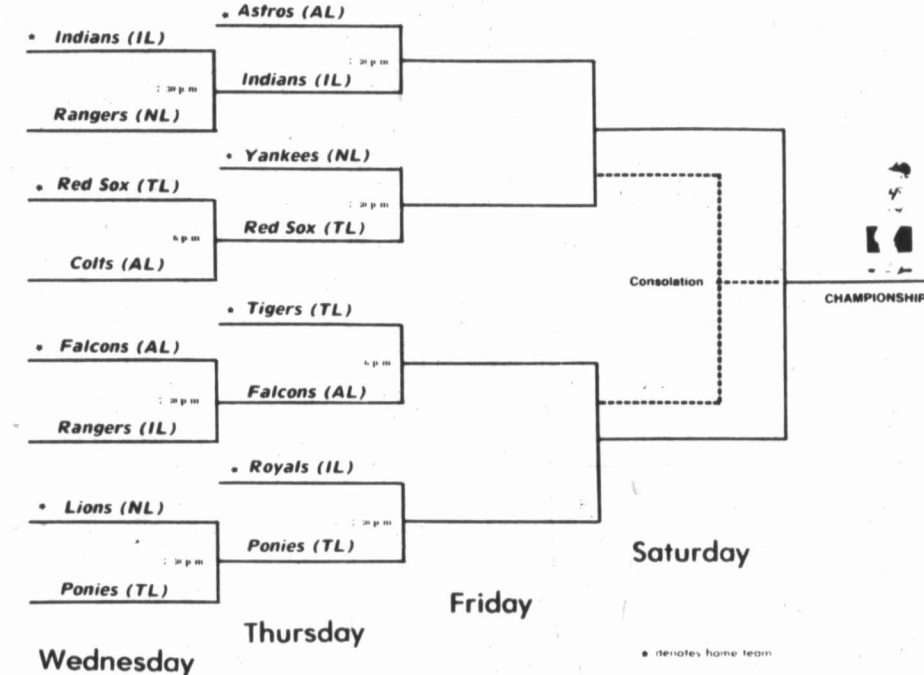 * Astros (AL)
* Indians (IL)
Indians (IL)
Rangers (NL)
* Yankees (NL)
* Red Sox (TL)
Red Sox (TL)
6 p m
Colts (AL)
Consolation
CHAMPIONSHIP
* Tigers (TL)
* Falcons (AL)
6 p m
Falcons (AL)
Rangers (IL)
* Royals (IL)
* Lions (NL)
Ponies (TL)
Ponies (TL)
Saturday
Friday
Thursday
* denotes home team
Wednesday